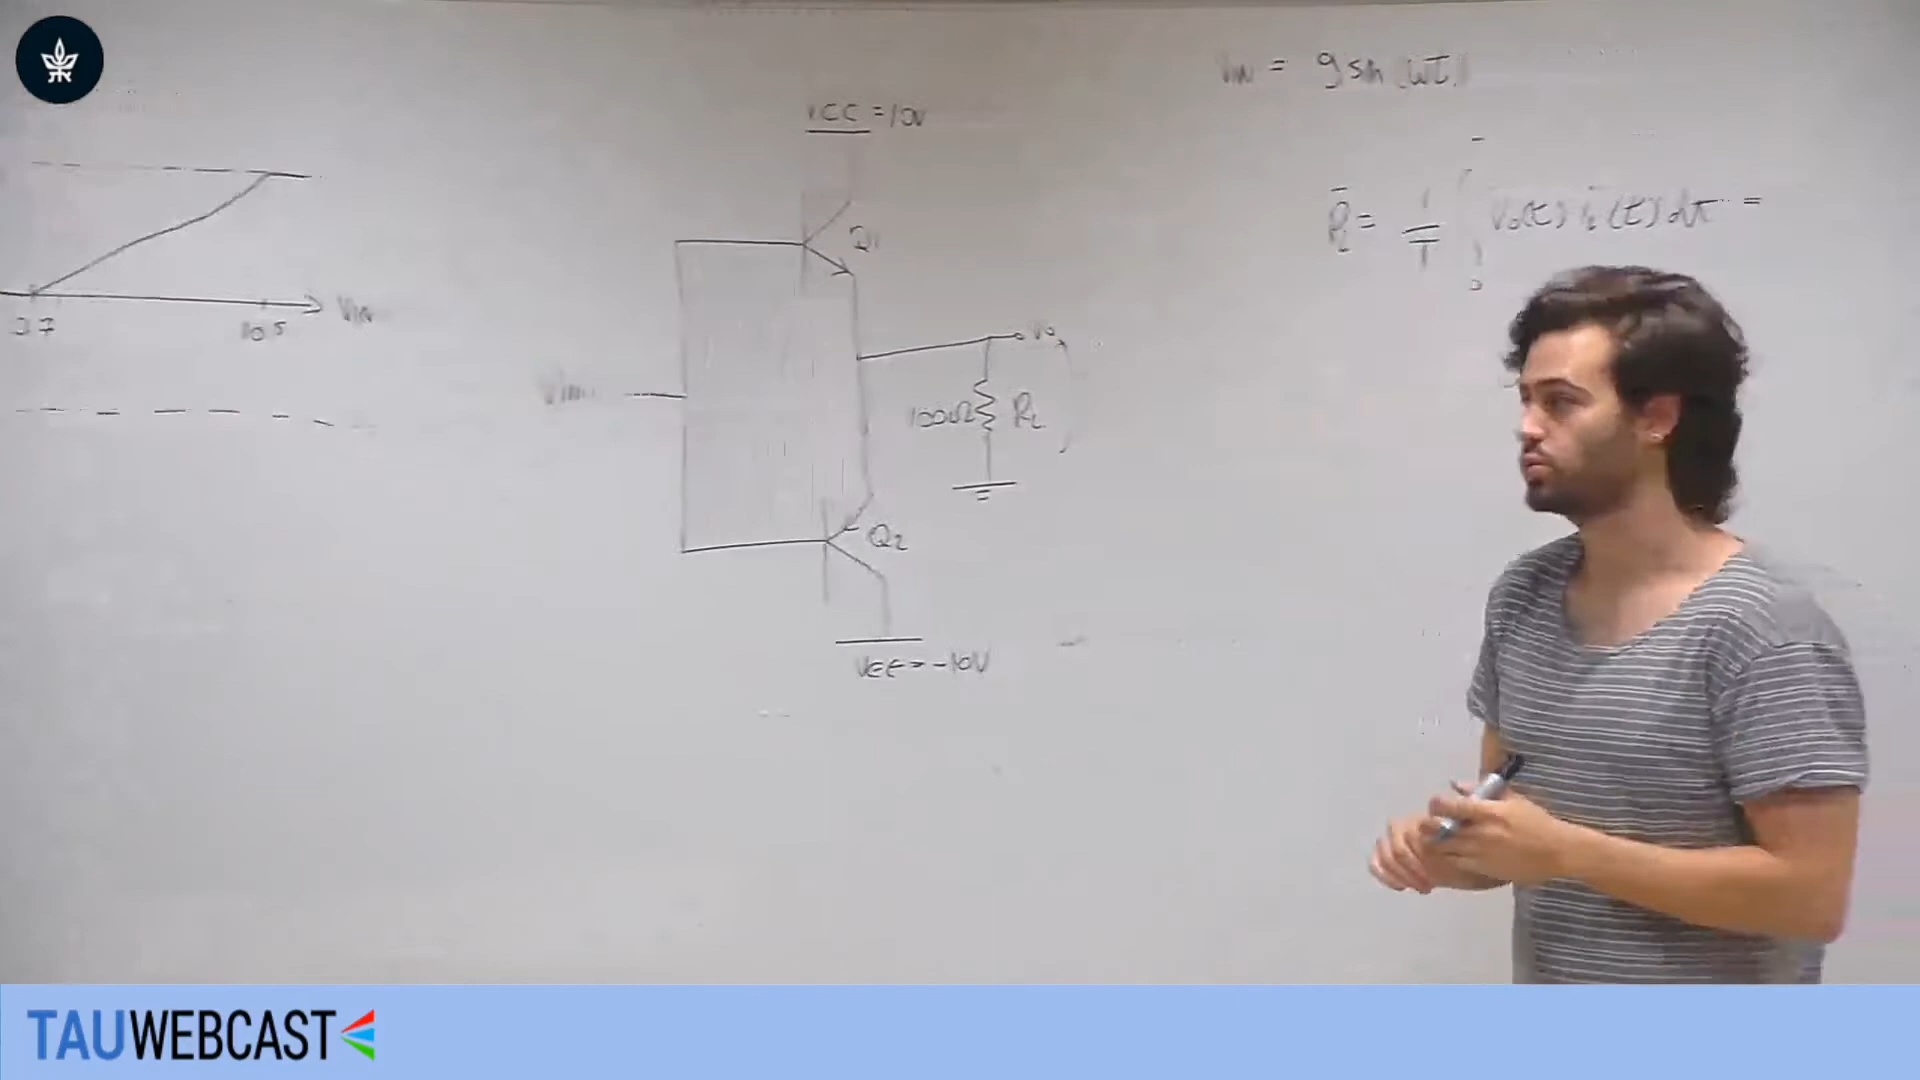 VIN = 9 sin(ωt)
VCC = 10V
P̄L = 1/T ∫ Vo(t) iL(t) dt =
Q1
0.7
10.5
VIN
Vo
VIN
100Ω RL
Q2
VEE = -10V
TAUWEBCAST